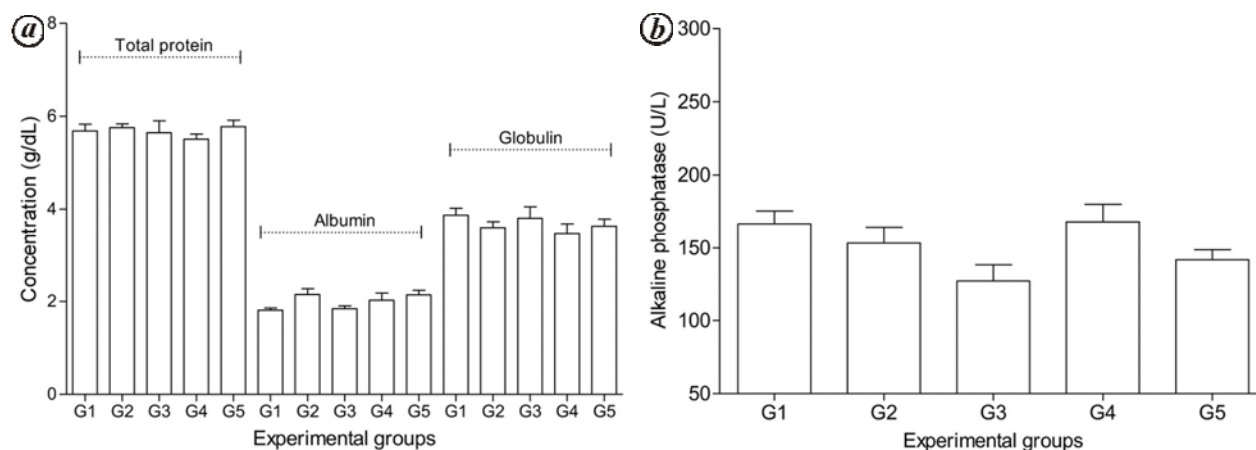 a
Concentration (g/dL)
8
6
4
2
0
Total protein
Albumin
Globulin
G1 G2 G3 G4 G5 G1 G2 G3 G4 G5 G1 G2 G3 G4 G5
Experimental groups
b
Alkaline phosphatase (U/L)
300
250
200
150
100
50
G1 G2 G3 G4 G5
Experimental groups